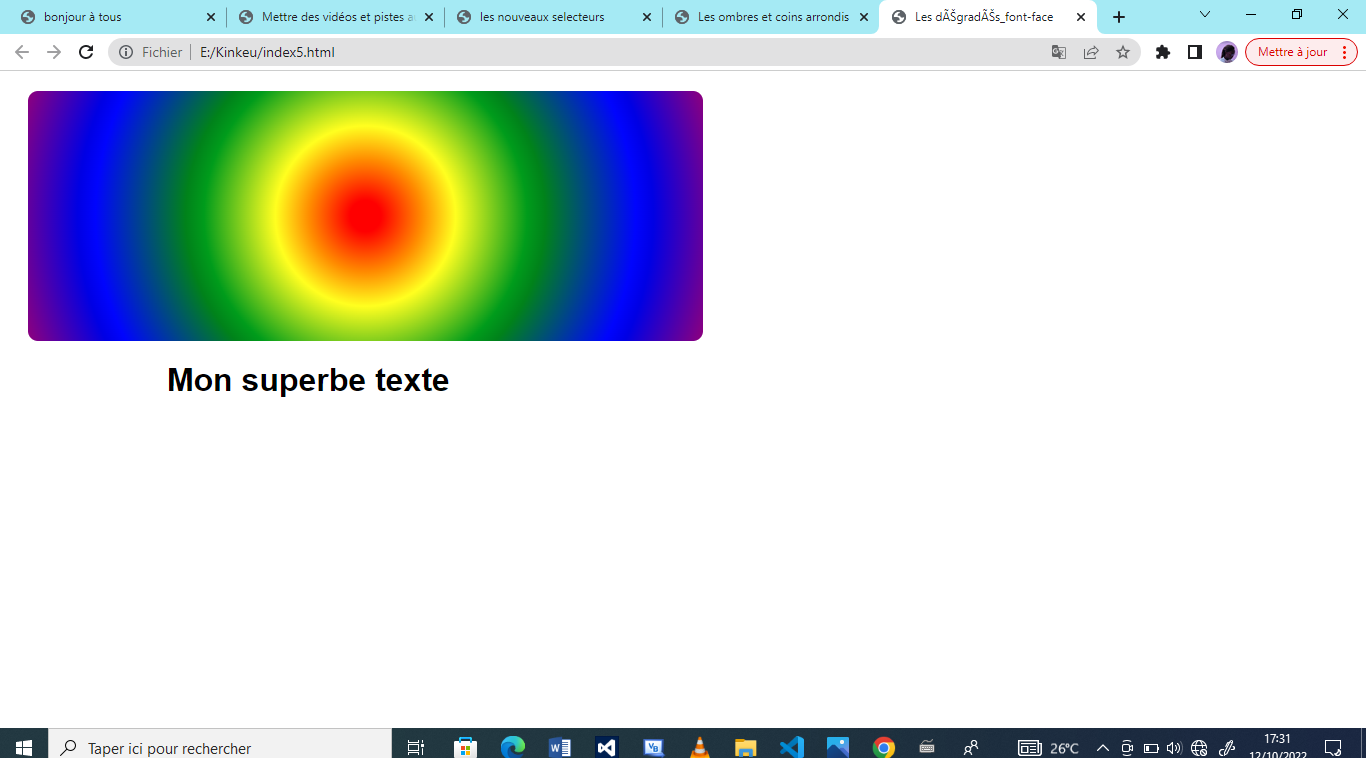 bonjour à tous
Mettre des vidéos et pistes a
les nouveaux selecteurs
Les ombres et coins arrondis
Les dÃŠgradÃŠs_font-face
Fichier E:/Kinkeu/index5.html
Mettre à jour
Mon superbe texte
Taper ici pour rechercher
26°C
17:31
12/10/2022